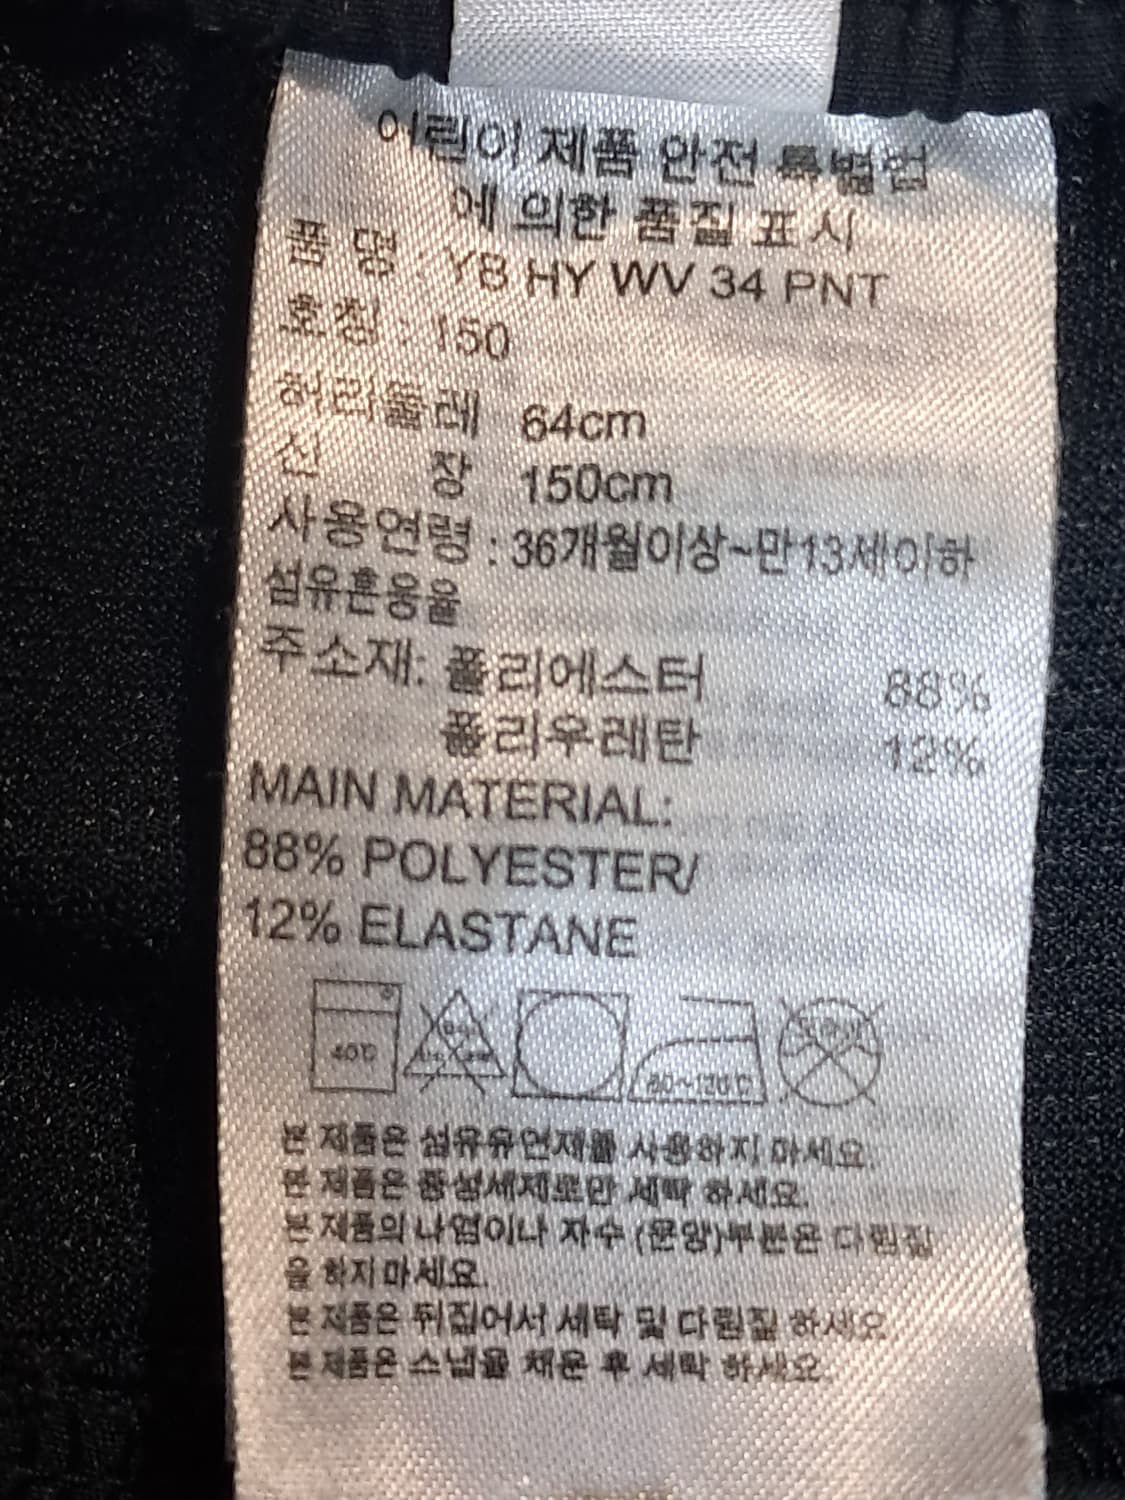 어린이 제품 안전 특별법
에 의한 품질 표시
품 명 : YB HY WV 34 PNT
호칭 : 150
허리둘레 64cm
신 장 150cm
사용연령 : 36개월이상~만13세이하
섬유혼용율
주소재: 폴리에스터 88%
폴리우레탄 12%
MAIN MATERIAL:
88% POLYESTER/
12% ELASTANE
40℃
80~120℃
드라이
본 제품은 섬유유연제를 사용하지 마세요.
본 제품은 중성세제로만 세탁 하세요.
본 제품의 나염이나 자수 (문양)부분은 다림질
을 하지마세요.
본 제품은 뒤집어서 세탁 및 다림질 하세요
본 제품은 스냅을 채운 후 세탁 하세요.